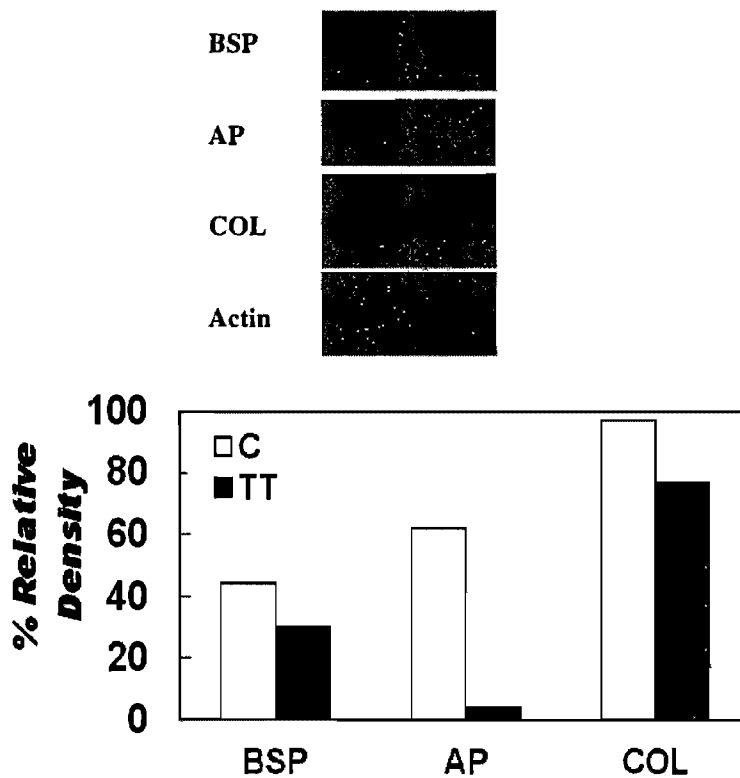 BSP
AP
COL
Actin
% Relative Density
100
80
60
40
20
0
C
TT
BSP AP COL